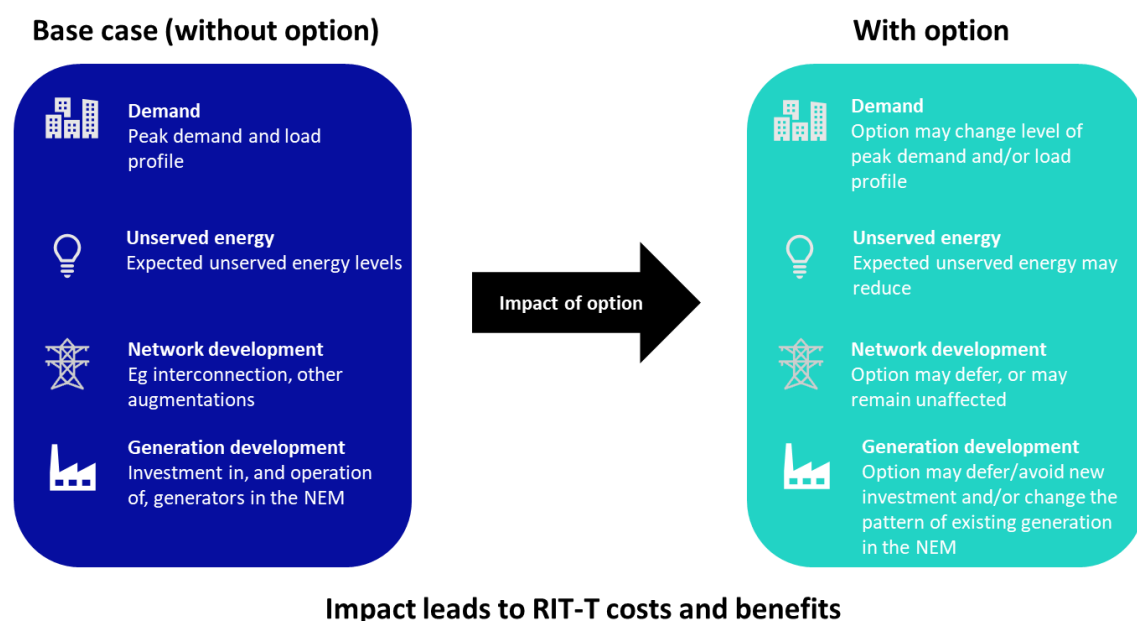 Base case (without option)
Demand
Peak demand and load
profile
Unserved energy
Expected unserved energy levels
Network development
Eg interconnection, other
augmentations
Generation development
Investment in, and operation
of, generators in the NEM
Impact of option
With option
Demand
Option may change level of
peak demand and/or load
profile
Unserved energy
Expected unserved energy may
reduce
Network development
Option may defer, or may
remain unaffected
Generation development
Option may defer/avoid new
investment and/or change the
pattern of existing generation
in the NEM
Impact leads to RIT-T costs and benefits